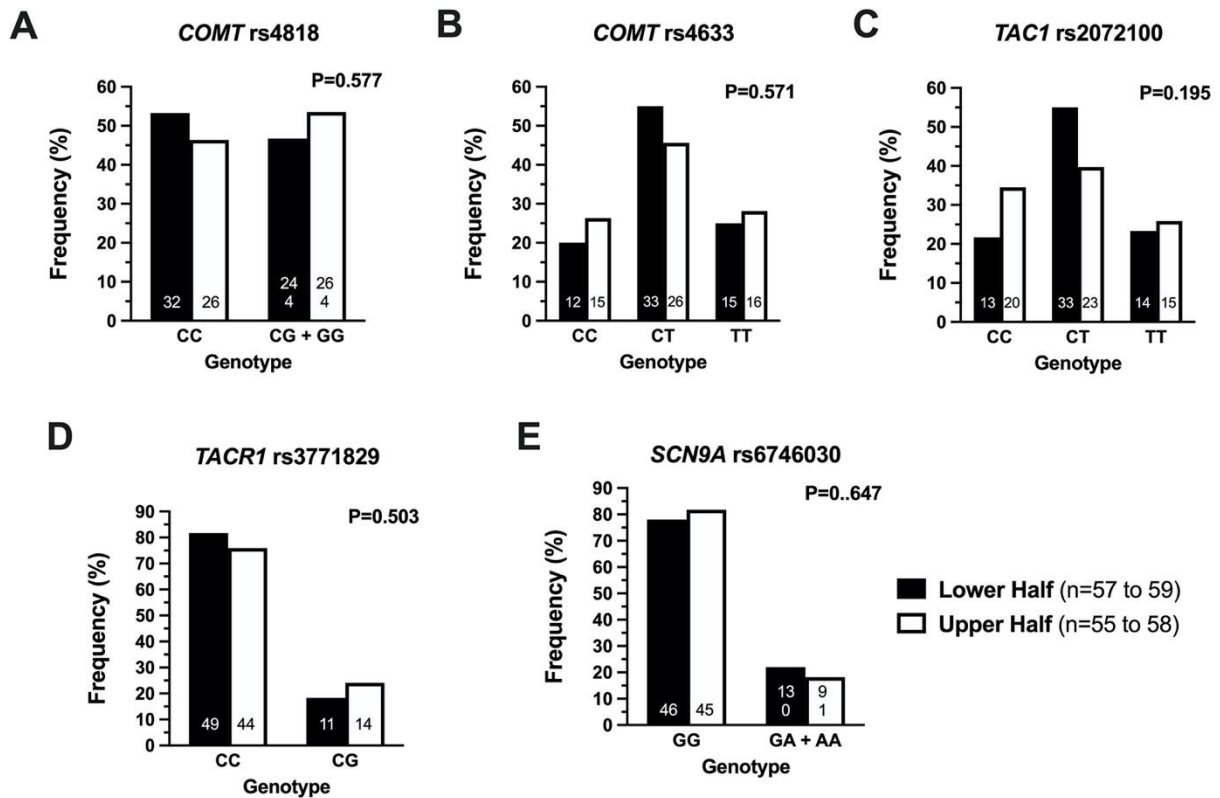 A
COMT rs4818
P=0.577
Frequency (%)
60
50
40
30
20
10
0
32
26
24
4
26
4
CC
CG + GG
Genotype
B
COMT rs4633
P=0.571
Frequency (%)
60
50
40
30
20
10
0
12
15
33
26
15
16
CC
CT
TT
Genotype
C
TAC1 rs2072100
P=0.195
Frequency (%)
60
50
40
30
20
10
0
13
20
33
23
14
15
CC
CT
TT
Genotype
D
TACR1 rs3771829
P=0.503
Frequency (%)
90
80
70
60
50
40
30
20
10
0
49
44
11
14
CC
CG
Genotype
E
SCN9A rs6746030
P=0..647
Frequency (%)
90
80
70
60
50
40
30
20
10
0
46
45
13
0
9
1
GG
GA + AA
Genotype
Lower Half (n=57 to 59)
Upper Half (n=55 to 58)